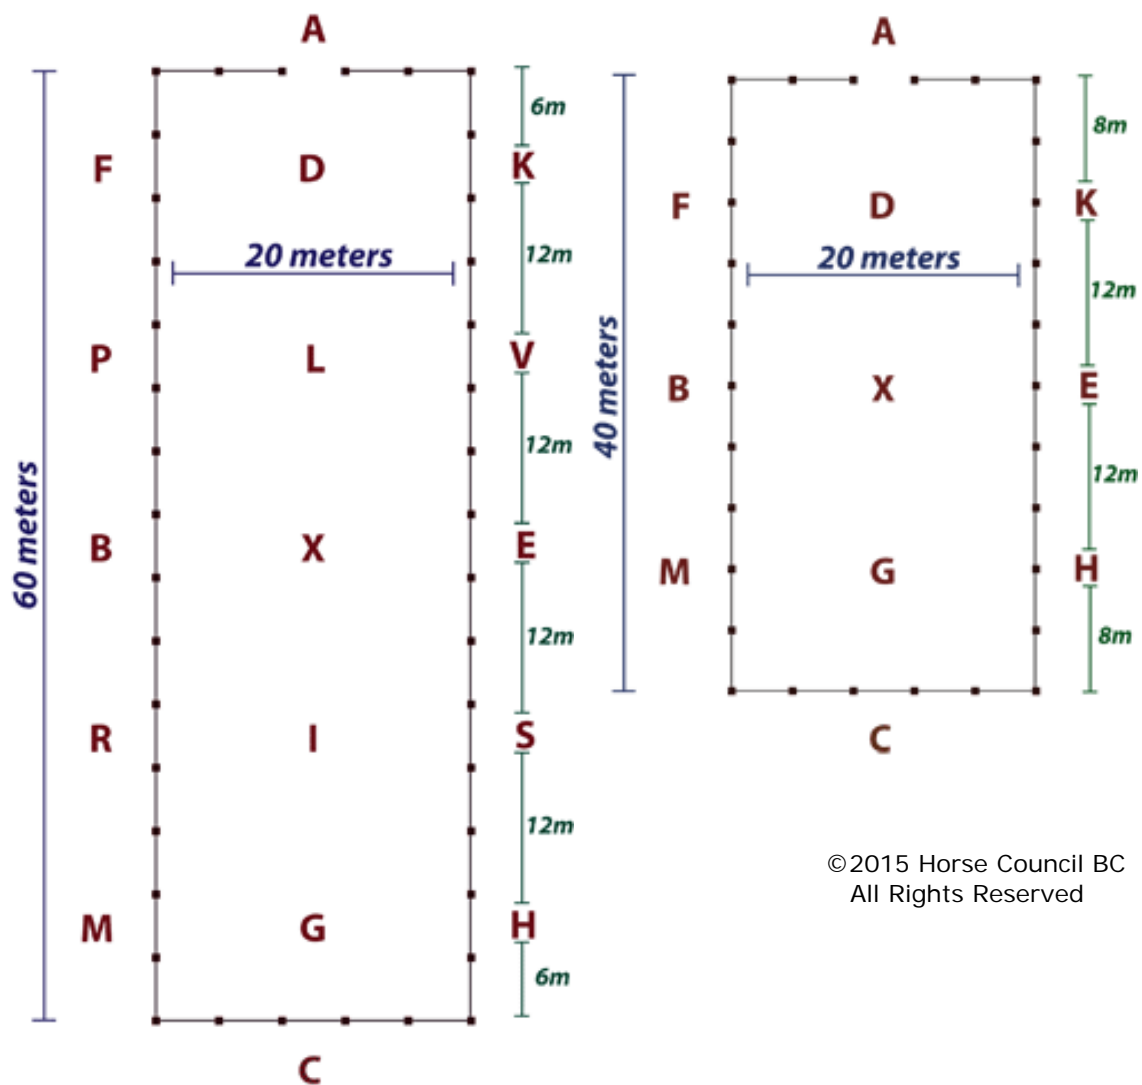 A
6m
F D K
20 meters
12m
P L V
12m
60 meters
B X E
12m
R I S
12m
M G H
6m
C
A
8m
F D K
20 meters
12m
40 meters
B X E
12m
M G H
8m
C
©2015 Horse Council BC
All Rights Reserved